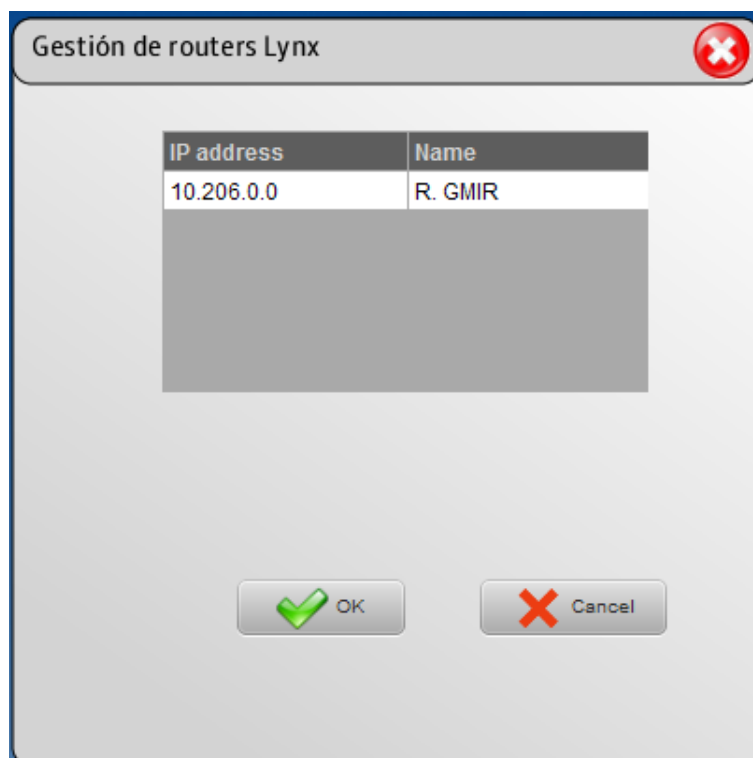 Gestión de routers Lynx
IP address Name
10.206.0.0 R. GMIR
OK Cancel